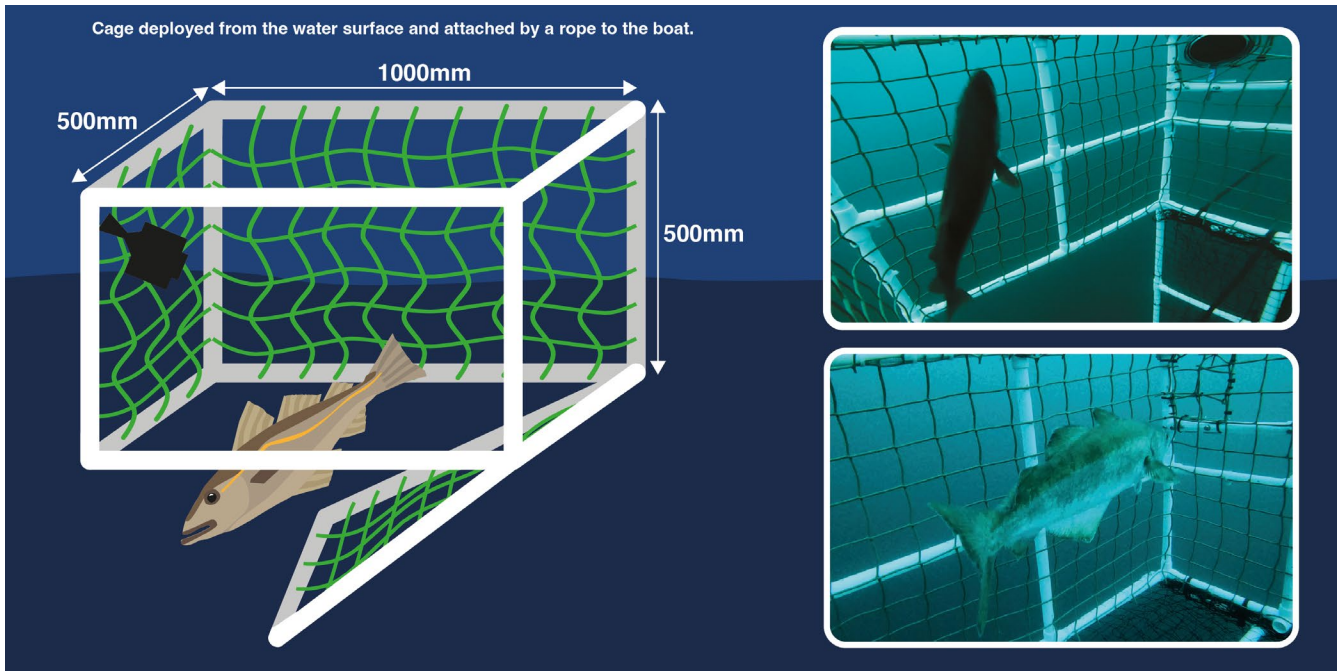 Cage deployed from the water surface and attached by a rope to the boat.
1000mm
500mm
500mm